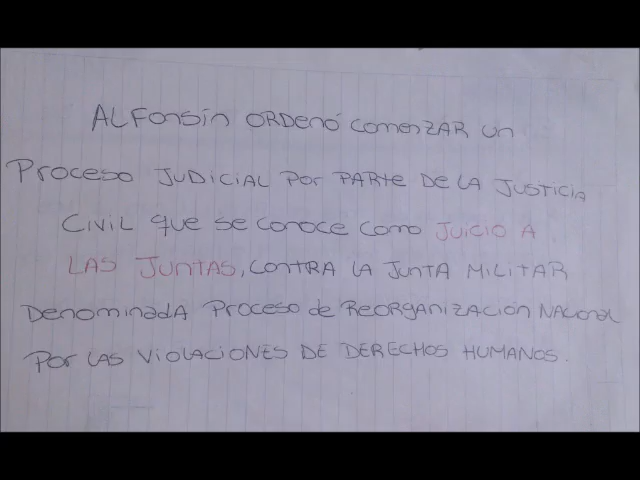 ALFonsín ORDenó comenzAR un
Proceso JUDICIAL Por PARTe DE LA JUSTICIA
CIVIL que se conoce como JUICIO A
LAS JUNTAS, CONTRA LA JUNTA MILITAR
Denominada Proceso de Reorganización Nacional
Por LAS VIOLACIONES DE DERECHOS HUMANOS.